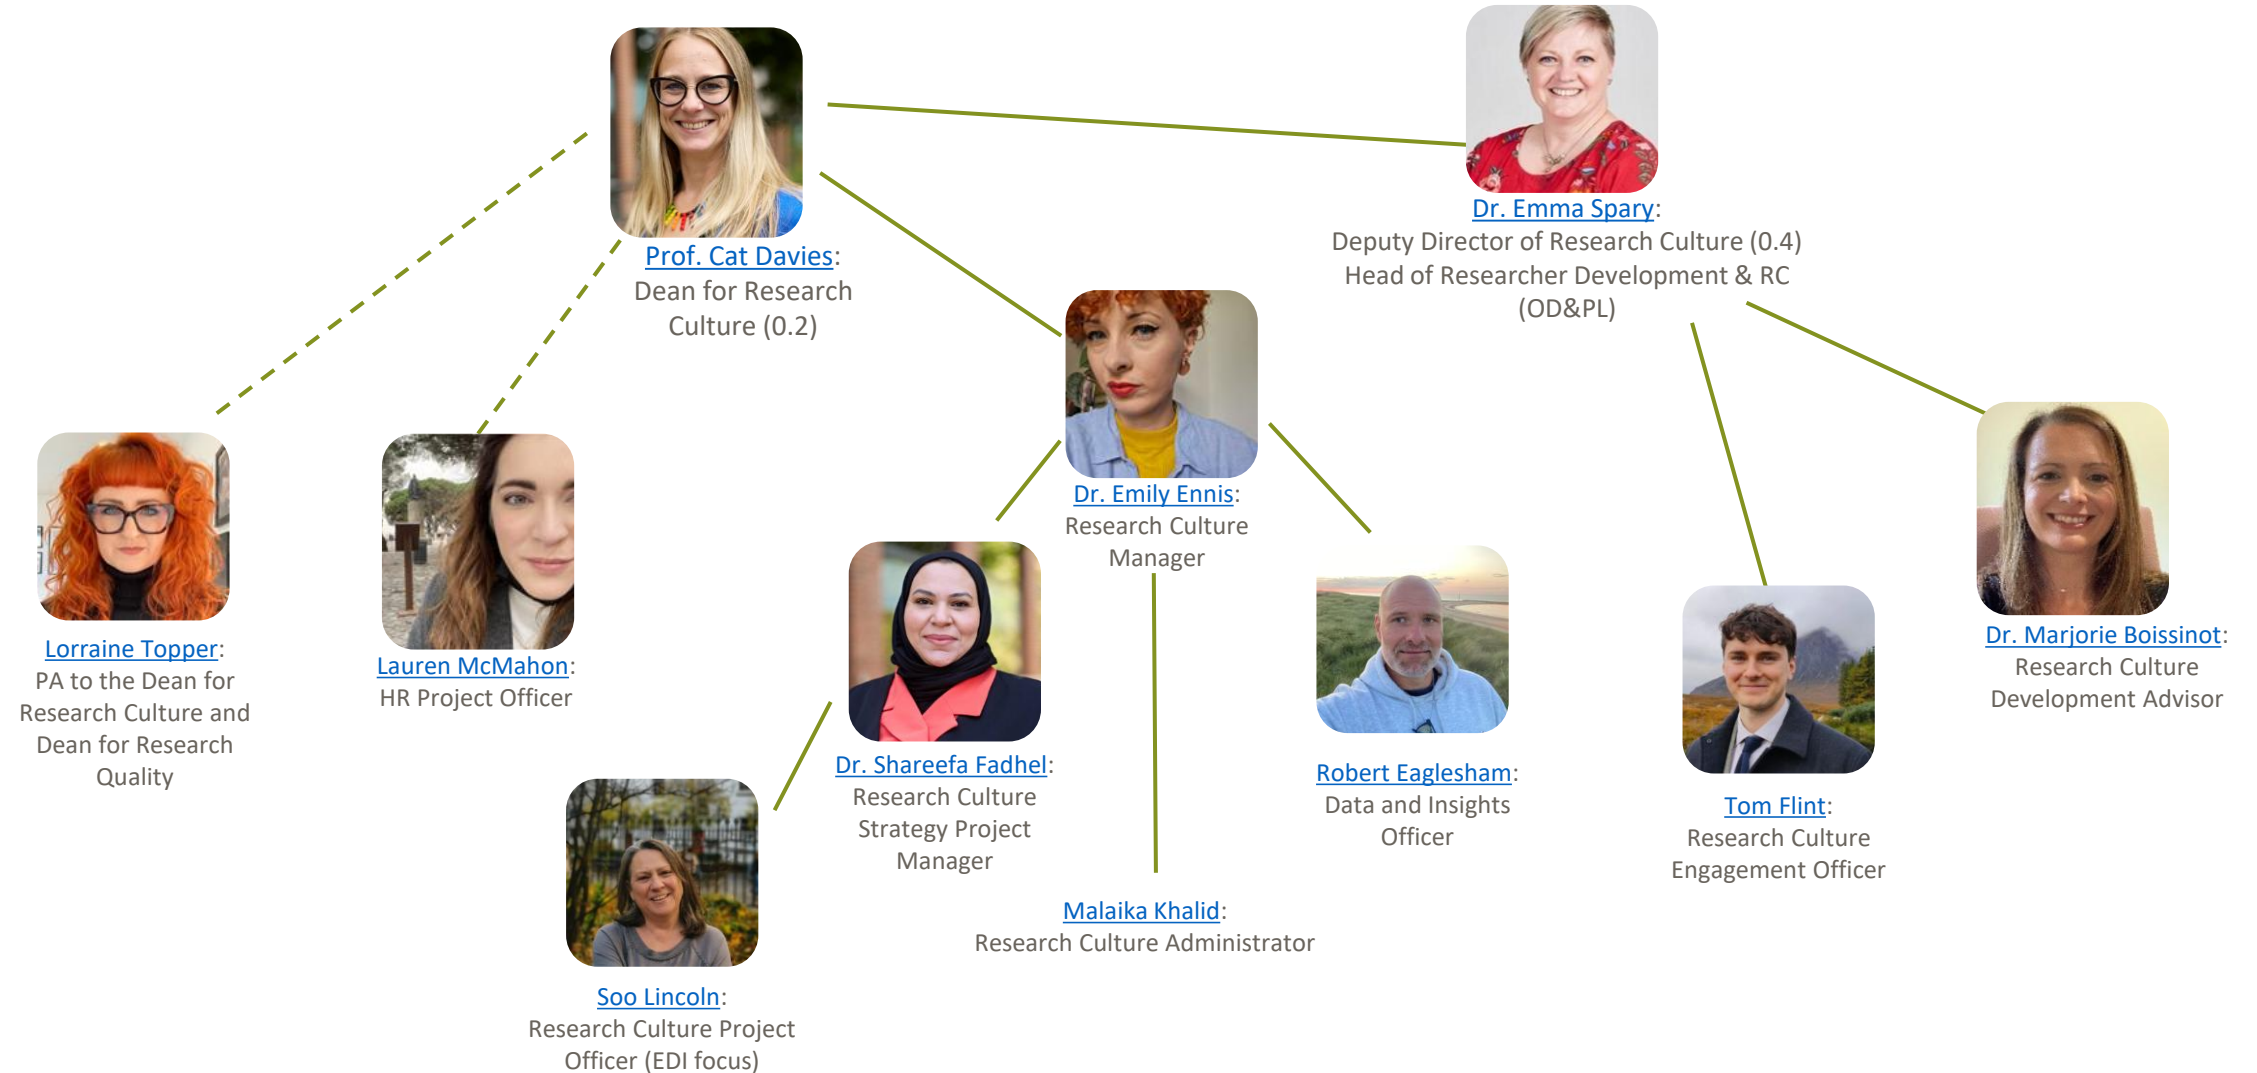 Dr. Emma Spary:
Deputy Director of Research Culture (0.4)
Head of Researcher Development & RC
(OD&PL)
Prof. Cat Davies:
Dean for Research
Culture (0.2)
Dr. Emily Ennis:
Research Culture
Manager
Lorraine Topper:
PA to the Dean for
Research Culture and
Dean for Research
Quality
Lauren McMahon:
HR Project Officer
Dr. Shareefa Fadhel:
Research Culture
Strategy Project
Manager
Robert Eaglesham:
Data and Insights
Officer
Tom Flint:
Research Culture
Engagement Officer
Dr. Marjorie Boissinot:
Research Culture
Development Advisor
Malaika Khalid:
Research Culture Administrator
Soo Lincoln:
Research Culture Project
Officer (EDI focus)